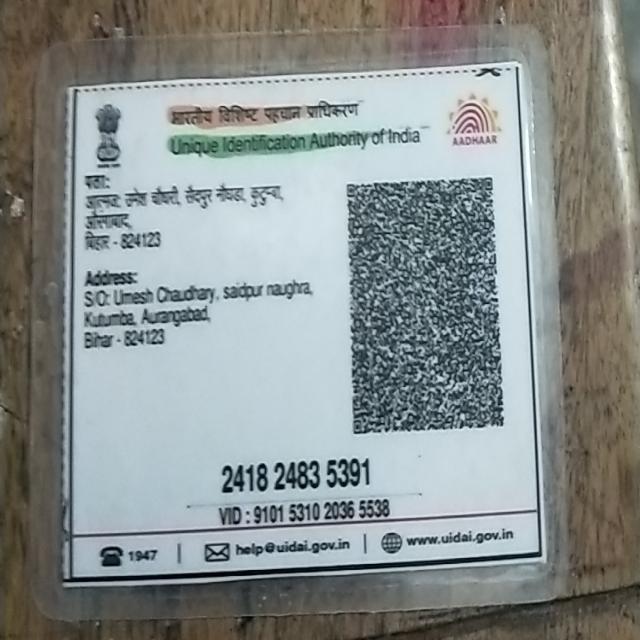 भारतीय विशिष्ट पहचान प्राधिकरण
Unique Identification Authority of India
AADHAAR
पता:
आत्मज: उमेश चौधरी, सैदपुर नौघडा, कुटुम्बा,
औरंगाबाद,
बिहार - 824123
Address:
S/O: Umesh Chaudhary, saidpur naughra,
Kutumba, Aurangabad,
Bihar - 824123
2418 2483 5391
VID : 9101 5310 2036 5538
1947
help@uidai.gov.in
www.uidai.gov.in